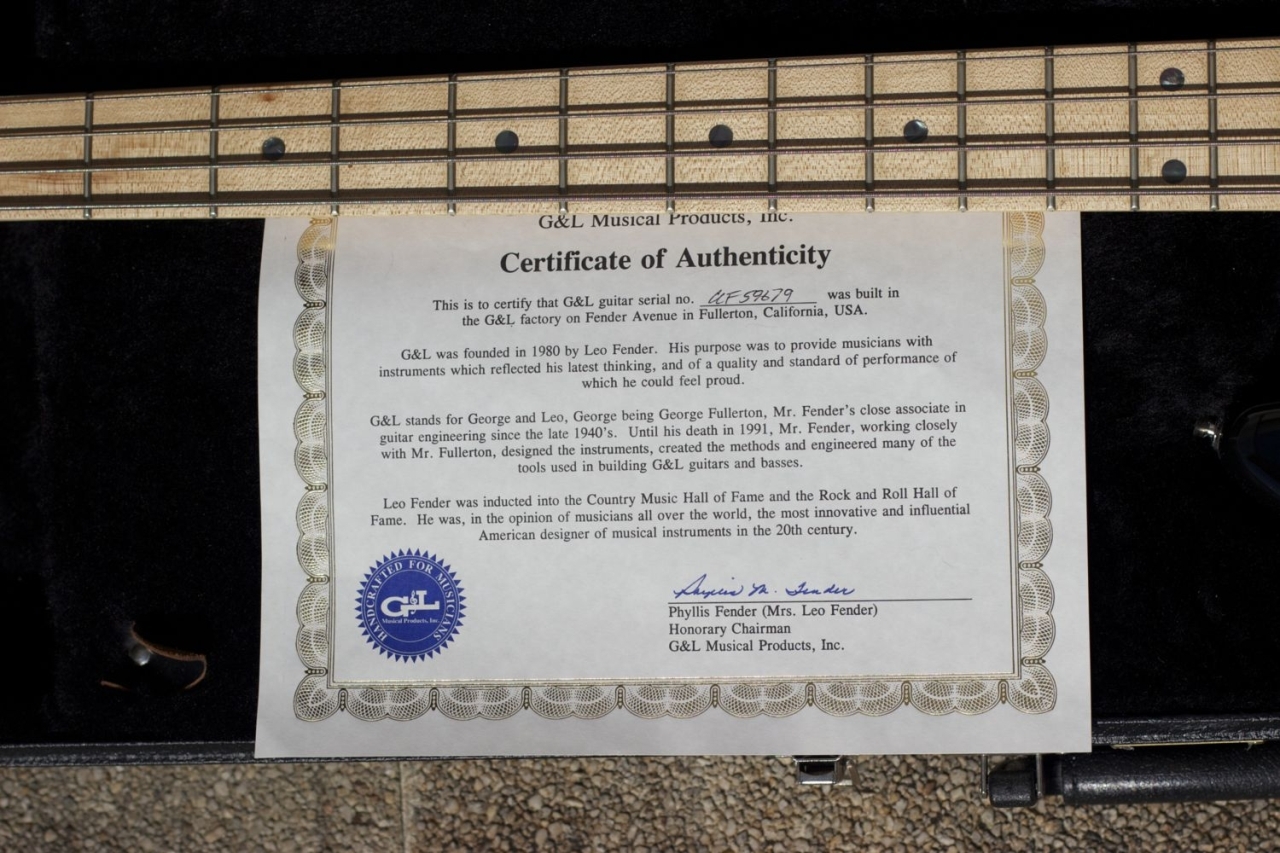 G&L Musical Products, Inc.
Certificate of Authenticity
This is to certify that G&L guitar serial no. CLF59679 was built in
the G&L factory on Fender Avenue in Fullerton, California, USA.
G&L was founded in 1980 by Leo Fender. His purpose was to provide musicians with
instruments which reflected his latest thinking, and of a quality and standard of performance of
which he could feel proud.
G&L stands for George and Leo, George being George Fullerton, Mr. Fender's close associate in
guitar engineering since the late 1940's. Until his death in 1991, Mr. Fender, working closely
with Mr. Fullerton, designed the instruments, created the methods and engineered many of the
tools used in building G&L guitars and basses.
Leo Fender was inducted into the Country Music Hall of Fame and the Rock and Roll Hall of
Fame. He was, in the opinion of musicians all over the world, the most innovative and influential
American designer of musical instruments in the 20th century.
HANDCRAFTED FOR MUSICIANS
G&L
Musical Products, Inc.
Phyllis M. Fender
Phyllis Fender (Mrs. Leo Fender)
Honorary Chairman
G&L Musical Products, Inc.